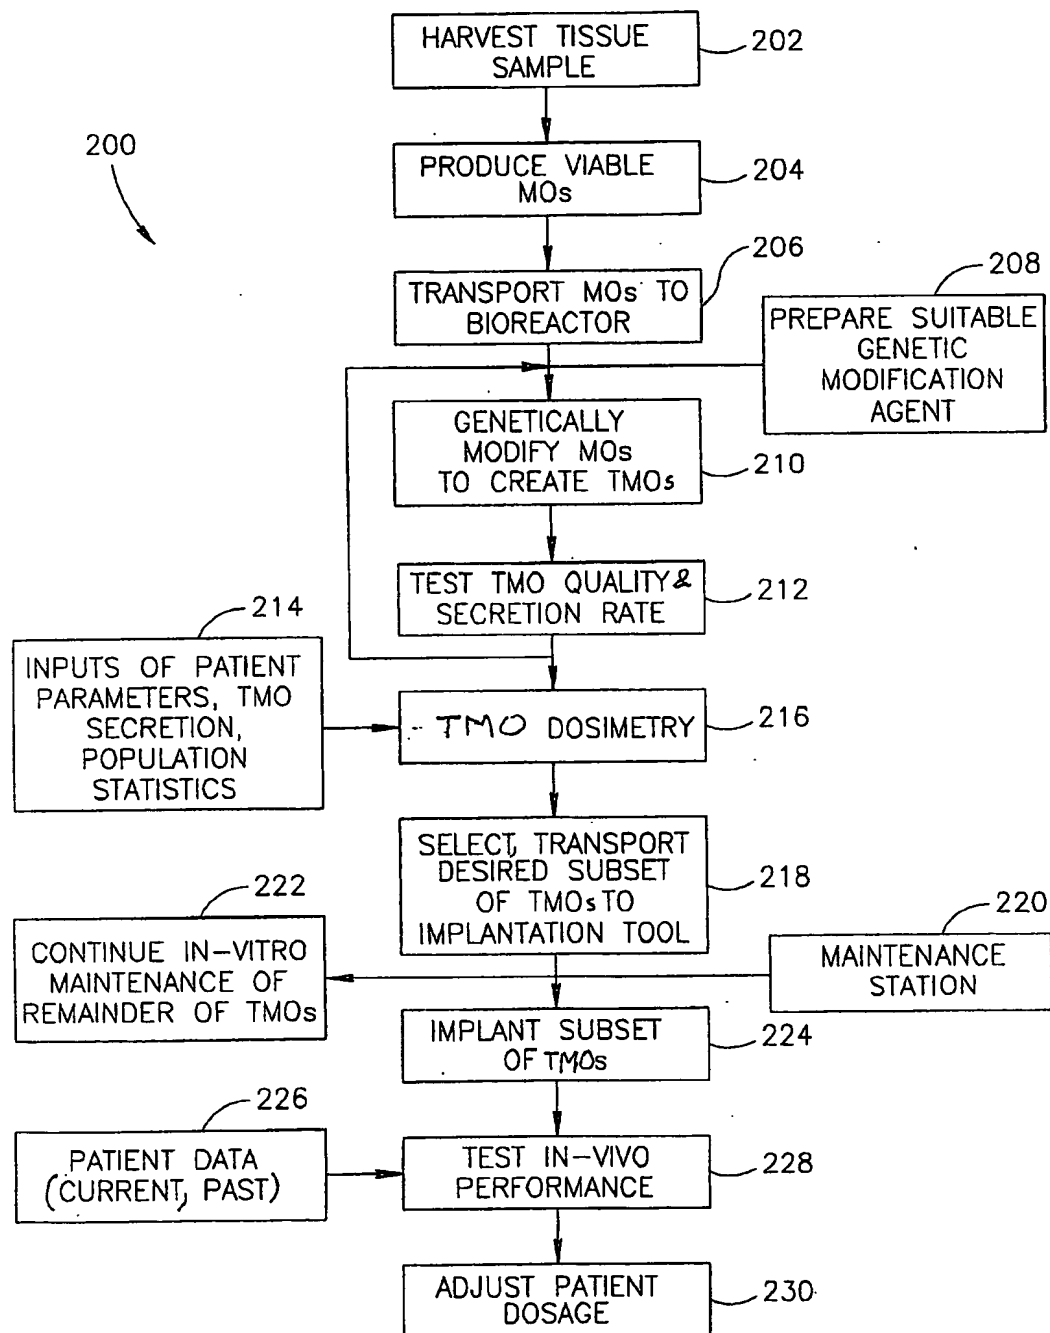 HARVEST TISSUE
SAMPLE
202
200
PRODUCE VIABLE
MOs
204
206
TRANSPORT MOs TO
BIOREACTOR
208
PREPARE SUITABLE
GENETIC
MODIFICATION
AGENT
GENETICALLY
MODIFY MOs
TO CREATE TMOs
210
TEST TMO QUALITY &
SECRETION RATE
212
214
INPUTS OF PATIENT
PARAMETERS, TMO
SECRETION,
POPULATION
STATISTICS
- TMO DOSIMETRY
216
SELECT, TRANSPORT
DESIRED SUBSET
OF TMOs TO
IMPLANTATION TOOL
218
222
CONTINUE IN-VITRO
MAINTENANCE OF
REMAINDER OF TMOs
220
MAINTENANCE
STATION
IMPLANT SUBSET
OF TMOs
224
226
PATIENT DATA
(CURRENT, PAST)
TEST IN-VIVO
PERFORMANCE
228
ADJUST PATIENT
DOSAGE
230